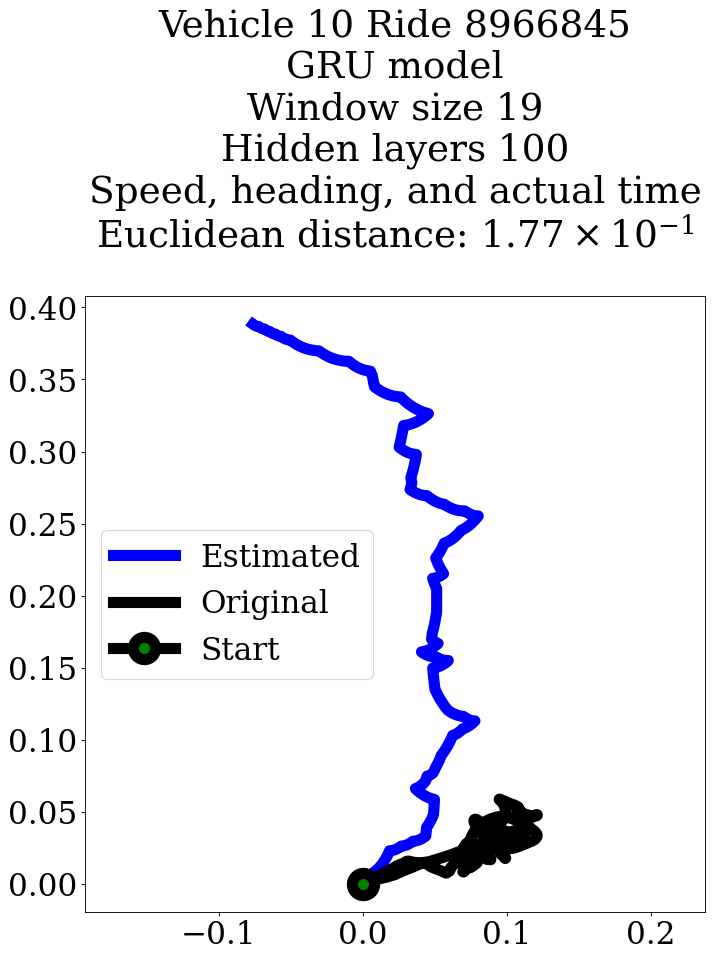 Vehicle 10 Ride 8966845
GRU model
Window size 19
Hidden layers 100
Speed, heading, and actual time
Euclidean distance: 1.77 × 10⁻¹
0.40
0.35
0.30
0.25
0.20
0.15
0.10
0.05
0.00
Estimated
Original
Start
−0.1
0.0
0.1
0.2